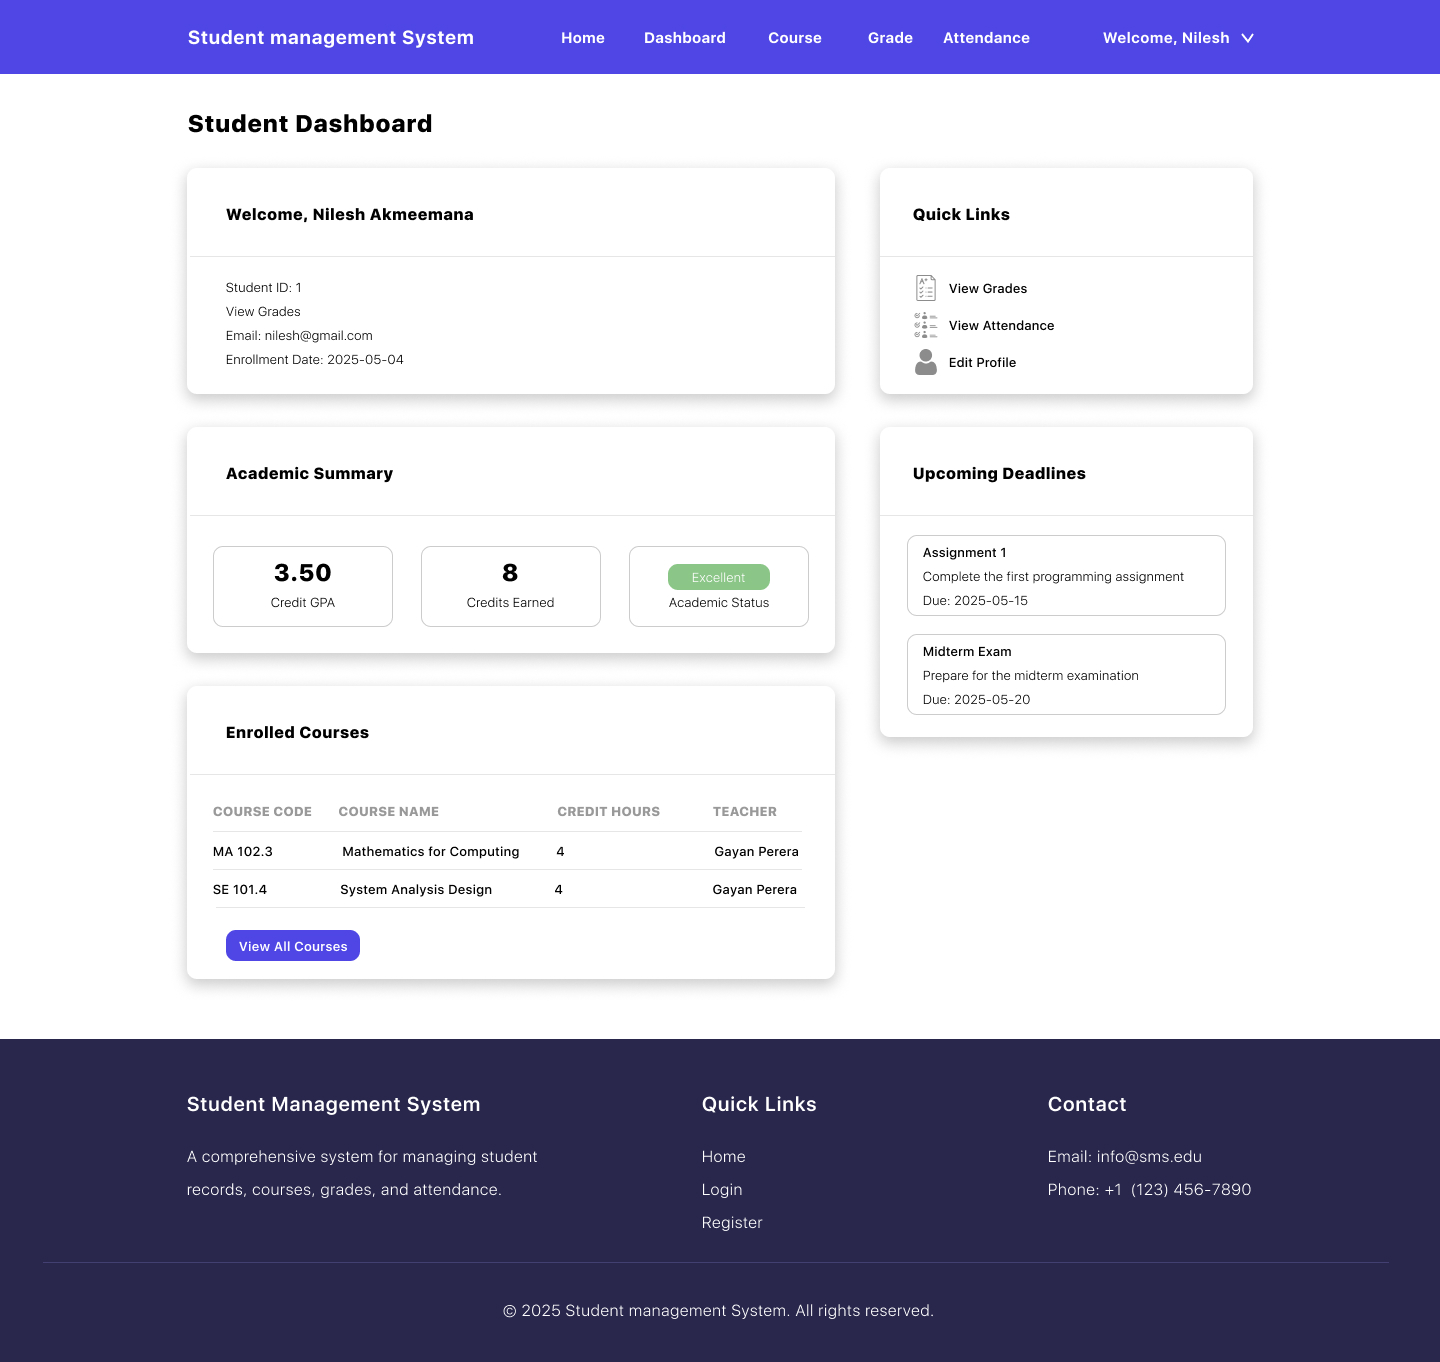 Student management System Home Dashboard Course Grade Attendance Welcome, Nilesh
Student Dashboard
Welcome, Nilesh Akmeemana
Student ID: 1
View Grades
Email: nilesh@gmail.com
Enrollment Date: 2025-05-04
Quick Links
A+
View Grades
View Attendance
Edit Profile
Academic Summary
3.50
Credit GPA
8
Credits Earned
Excellent
Academic Status
Upcoming Deadlines
Assignment 1
Complete the first programming assignment
Due: 2025-05-15
Midterm Exam
Prepare for the midterm examination
Due: 2025-05-20
Enrolled Courses
COURSE CODE COURSE NAME CREDIT HOURS TEACHER
MA 102.3 Mathematics for Computing 4 Gayan Perera
SE 101.4 System Analysis Design 4 Gayan Perera
View All Courses
Student Management System
A comprehensive system for managing student
records, courses, grades, and attendance.
Quick Links
Home
Login
Register
Contact
Email: info@sms.edu
Phone: +1 (123) 456-7890
© 2025 Student management System. All rights reserved.